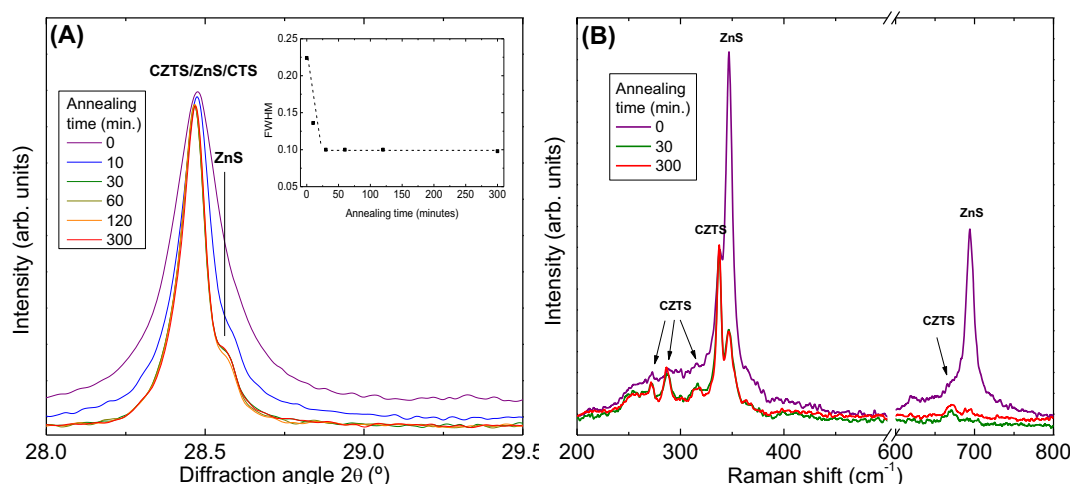 (A)
CZTS/ZnS/CTS
Annealing
time (min.)
0
10
30
60
120
300
ZnS
0.25
0.20
0.15
0.10
0.05
FWHM
0 50 100 150 200 250 300
Annealing time (minutes)
Intensity (arb. units)
28.0 28.5 29.0 29.5
Diffraction angle 2θ (º)
(B)
ZnS
Annealing
time (min.)
0
30
300
CZTS
CZTS
ZnS
CZTS
Intensity (arb. units)
200 300 400 500 600 700 800
Raman shift (cm-1)